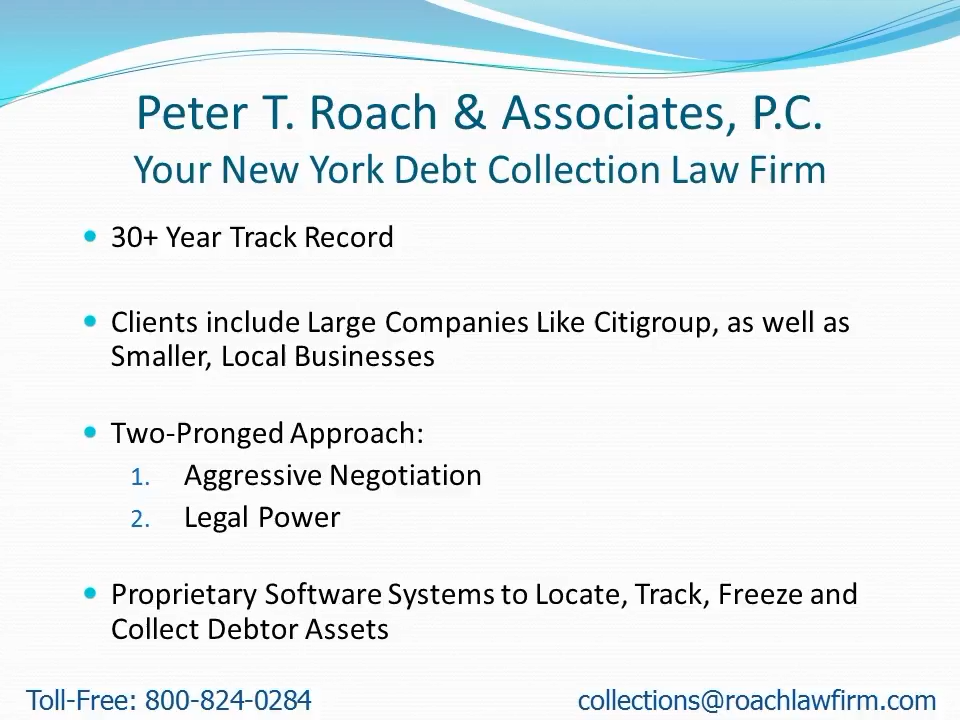 Peter T. Roach & Associates, P.C.
Your New York Debt Collection Law Firm
• 30+ Year Track Record
• Clients include Large Companies Like Citigroup, as well as
Smaller, Local Businesses
• Two-Pronged Approach:
1. Aggressive Negotiation
2. Legal Power
• Proprietary Software Systems to Locate, Track, Freeze and
Collect Debtor Assets
Toll-Free: 800-824-0284
collections@roachlawfirm.com